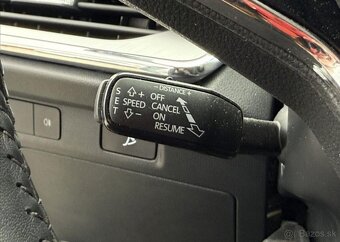 - DISTANCE +
S E T
+
SPEED
-
OFF
CANCEL
ON
RESUME
Bazos.sk